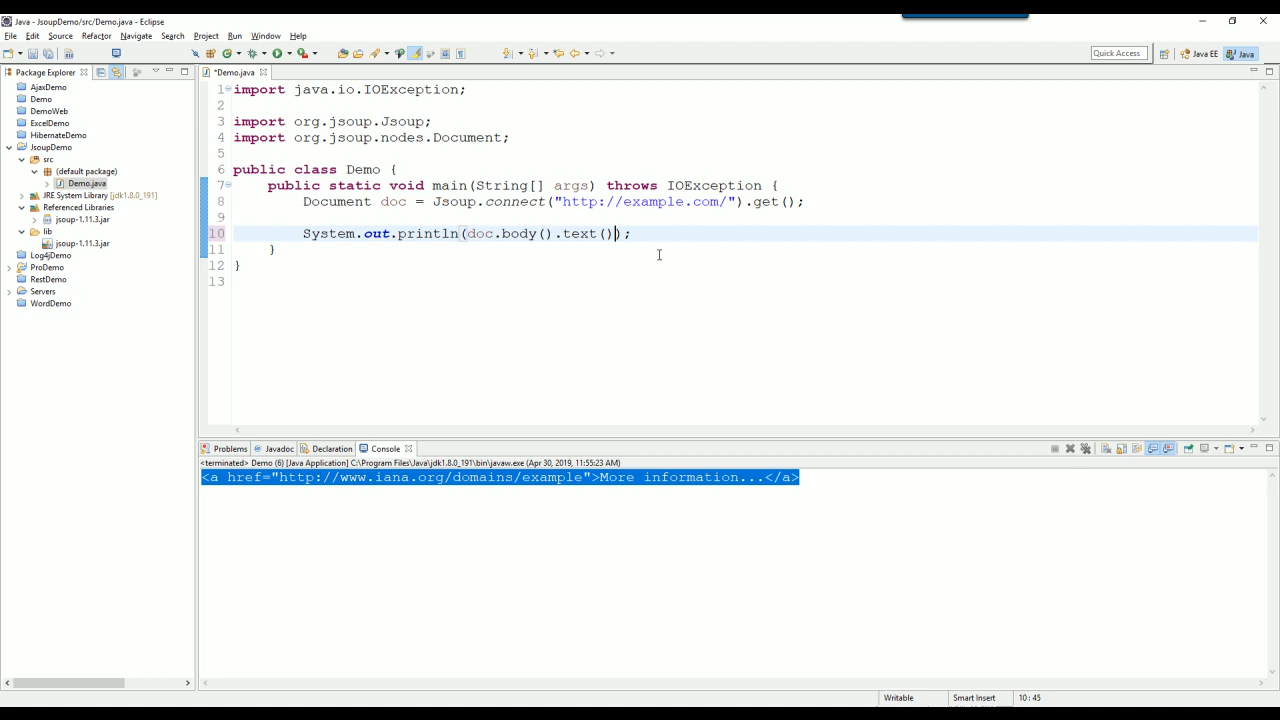 Java - JsoupDemo/src/Demo.java - Eclipse
File Edit Source Refactor Navigate Search Project Run Window Help
Quick Access Java EE Java
Package Explorer
AjaxDemo
Demo
DemoWeb
ExcelDemo
HibernateDemo
JsoupDemo
src
(default package)
Demo.java
JRE System Library [jdk1.8.0_191]
Referenced Libraries
jsoup-1.11.3.jar
lib
jsoup-1.11.3.jar
Log4jDemo
ProDemo
RestDemo
Servers
WordDemo
*Demo.java
1 import java.io.IOException;
2
3 import org.jsoup.Jsoup;
4 import org.jsoup.nodes.Document;
5
6 public class Demo {
7 public static void main(String[] args) throws IOException {
8 Document doc = Jsoup.connect("http://example.com/").get();
9
10 System.out.println(doc.body().text());
11 }
12 }
13
Problems Javadoc Declaration Console
<terminated> Demo (6) [Java Application] C:\Program Files\Java\jdk1.8.0_191\bin\javaw.exe (Apr 30, 2019, 11:55:23 AM)
<a href="http://www.iana.org/domains/example">More information...</a>
Writable Smart Insert 10 : 45